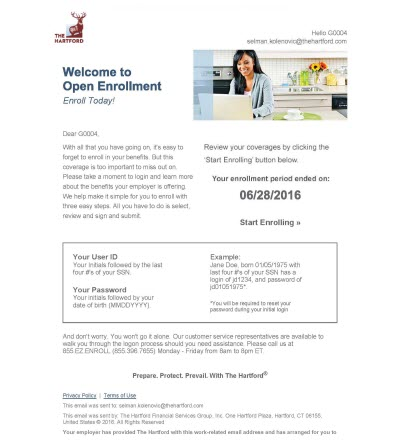 THE
HARTFORD
Hello G0004
selman.kolenovic@thehartford.com
Welcome to
Open Enrollment
Enroll Today!
Dear G0004,
With all that you have going on, it's easy to
forget to enroll in your benefits. But this
coverage is too important to miss out on.
Please take a moment to login and learn more
about the benefits your employer is offering.
We help make it simple for you to enroll with
three easy steps. All you have to do is select,
review and sign and submit.
Review your coverages by clicking the
'Start Enrolling' button below.
Your enrollment period ended on:
06/28/2016
Start Enrolling »
Your User ID
Your initials followed by the last
four #'s of your SSN.
Your Password
Your initials followed by your
date of birth (MMDDYYYY).
Example:
Jane Doe, born 01/05/1975 with
last four #'s of your SSN has a
login of jd1234, and password of
jd01051975*.
*You will be required to reset your
password during your initial login
And don't worry. You won't go it alone. Our customer service representatives are available to
walk you through the logon process should you need assistance. Please call us at
855.EZ.ENROLL (855.396.7655) Monday - Friday from 8am to 8pm ET.
Prepare. Protect. Prevail. With The Hartford®
Privacy Policy | Terms of Use
This email was sent to: selman.kolenovic@thehartford.com
This email was sent by: The Hartford Financial Services Group, Inc. One Hartford Plaza, Hartford, CT 06155,
United States © 2016. All Rights Reserved
Your employer has provided The Hartford with this work-related email address and has arranged for you to